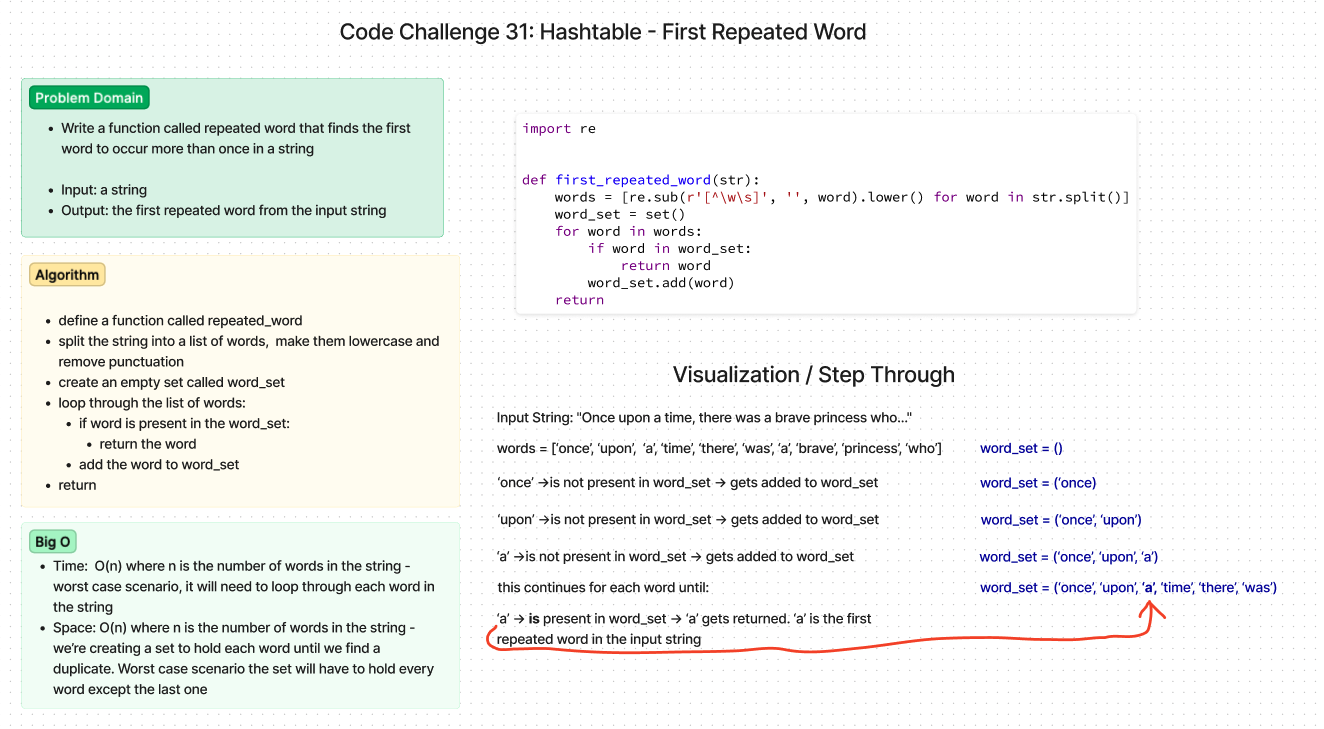 Code Challenge 31: Hashtable - First Repeated Word
Problem Domain
• Write a function called repeated word that finds the first
word to occur more than once in a string
• Input: a string
• Output: the first repeated word from the input string
Algorithm
• define a function called repeated_word
• split the string into a list of words,  make them lowercase and
remove punctuation
• create an empty set called word_set
• loop through the list of words:
• if word is present in the word_set:
• return the word
• add the word to word_set
• return
Big O
• Time:  O(n) where n is the number of words in the string -
worst case scenario, it will need to loop through each word in
the string
• Space: O(n) where n is the number of words in the string -
we're creating a set to hold each word until we find a
duplicate. Worst case scenario the set will have to hold every
word except the last one
import re
def first_repeated_word(str):
    words = [re.sub(r'[^\w\s]', '', word).lower() for word in str.split()]
    word_set = set()
    for word in words:
        if word in word_set:
            return word
        word_set.add(word)
    return
Visualization / Step Through
Input String: "Once upon a time, there was a brave princess who..."
words = ['once', 'upon',  'a', 'time', 'there', 'was', 'a', 'brave', 'princess', 'who'] word_set = ()
'once' →is not present in word_set → gets added to word_set word_set = ('once)
'upon' →is not present in word_set → gets added to word_set word_set = ('once', 'upon')
'a' →is not present in word_set → gets added to word_set word_set = ('once', 'upon', 'a')
this continues for each word until: word_set = ('once', 'upon', 'a', 'time', 'there', 'was')
'a' → is present in word_set → 'a' gets returned. 'a' is the first
repeated word in the input string